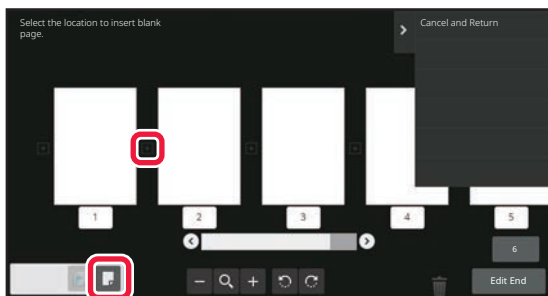 Select the location to insert blank
page.
Cancel and Return
1
2
3
4
5
6
Edit End